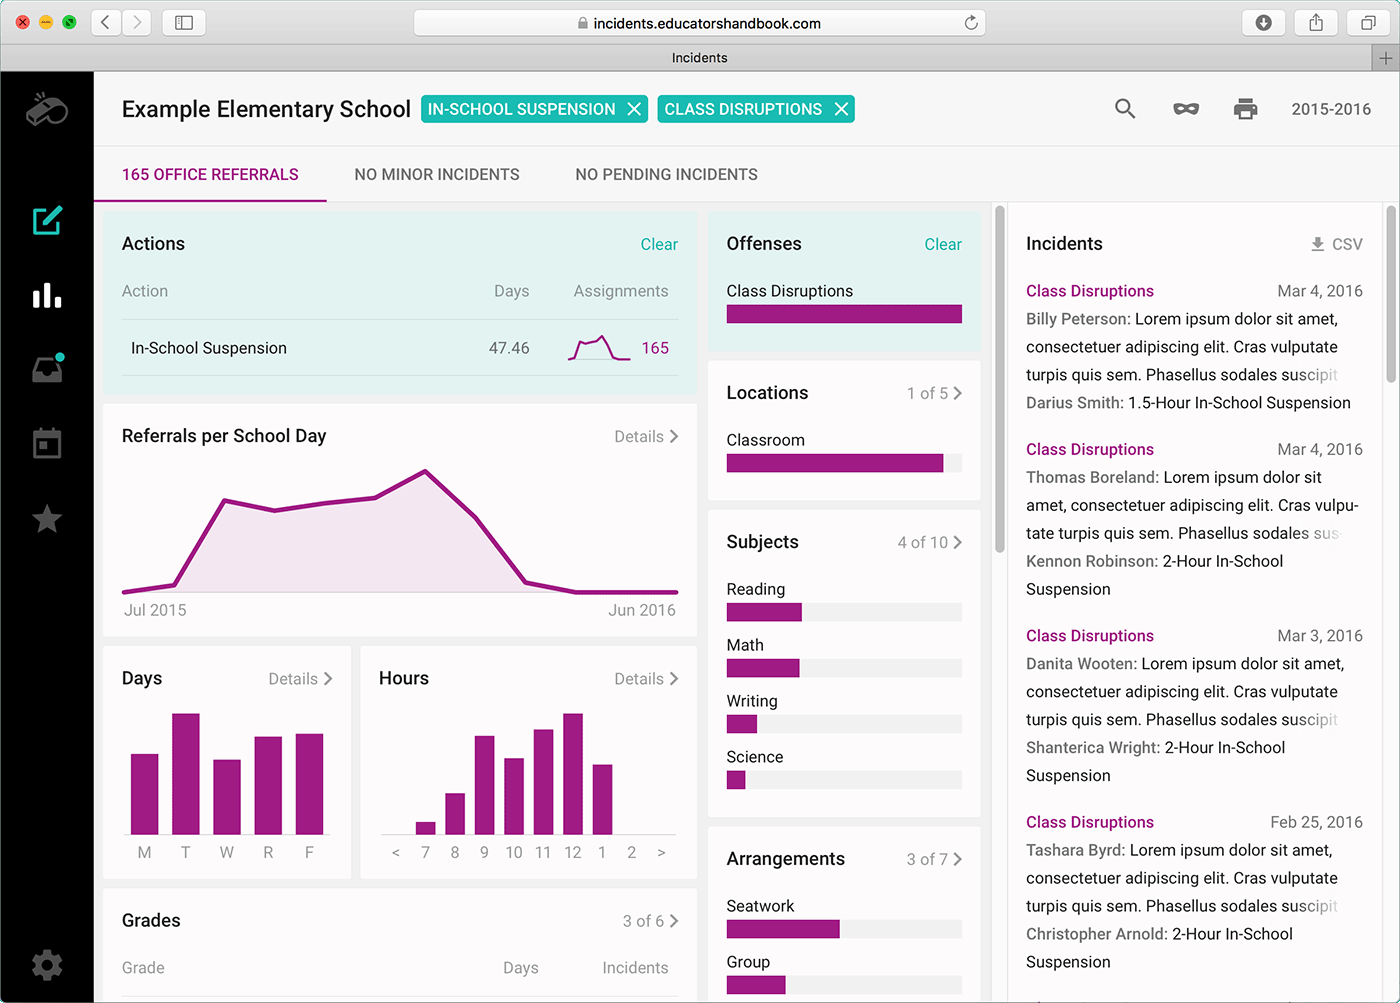 incidents.educatorshandbook.com
Incidents
Example Elementary School
IN-SCHOOL SUSPENSION
CLASS DISRUPTIONS
2015-2016
165 OFFICE REFERRALS
NO MINOR INCIDENTS
NO PENDING INCIDENTS
Actions
Clear
Action Days Assignments
In-School Suspension 47.46 165
Referrals per School Day
Details
Jul 2015
Jun 2016
Days
Details
M T W R F
Hours
Details
< 7 8 9 10 11 12 1 2 >
Grades
3 of 6
Grade Days Incidents
Offenses
Clear
Class Disruptions
Locations
1 of 5
Classroom
Subjects
4 of 10
Reading
Math
Writing
Science
Arrangements
3 of 7
Seatwork
Group
Incidents
CSV
Class Disruptions Mar 4, 2016
Billy Peterson: Lorem ipsum dolor sit amet,
consectetuer adipiscing elit. Cras vulputate
turpis quis sem. Phasellus sodales suscipit
Darius Smith: 1.5-Hour In-School Suspension
Class Disruptions Mar 4, 2016
Thomas Boreland: Lorem ipsum dolor sit
amet, consectetuer adipiscing elit. Cras vulpu-
tate turpis quis sem. Phasellus sodales sus-
Kennon Robinson: 2-Hour In-School
Suspension
Class Disruptions Mar 3, 2016
Danita Wooten: Lorem ipsum dolor sit amet,
consectetuer adipiscing elit. Cras vulputate
turpis quis sem. Phasellus sodales suscipit
Shanterica Wright: 2-Hour In-School
Suspension
Class Disruptions Feb 25, 2016
Tashara Byrd: Lorem ipsum dolor sit amet,
consectetuer adipiscing elit. Cras vulputate
turpis quis sem. Phasellus sodales suscipit
Christopher Arnold: 2-Hour In-School
Suspension